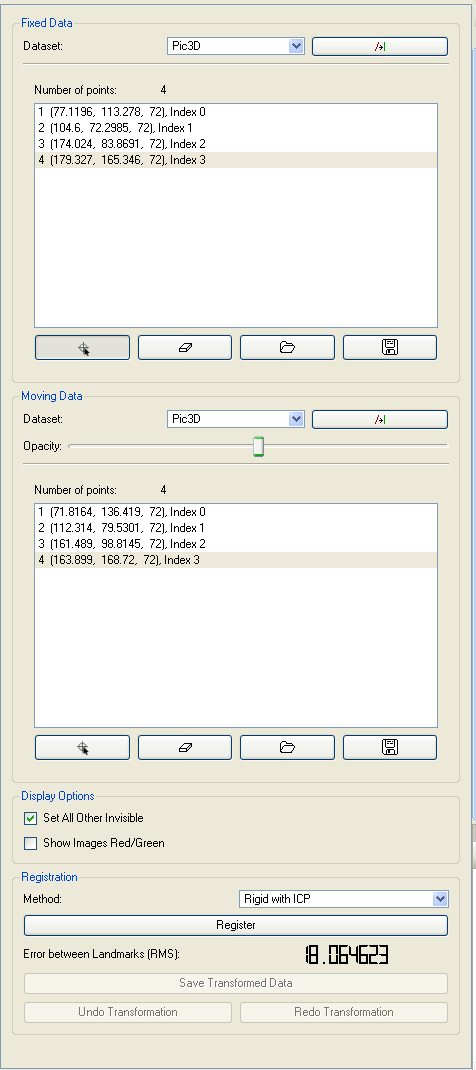 Fixed Data
Dataset: Pic3D
Number of points: 4
1 (77.1196, 113.278, 72), Index 0
2 (104.6, 72.2985, 72), Index 1
3 (174.024, 83.8691, 72), Index 2
4 (179.327, 165.346, 72), Index 3
Moving Data
Dataset: Pic3D
Opacity:
Number of points: 4
1 (71.8164, 136.419, 72), Index 0
2 (112.314, 79.5301, 72), Index 1
3 (161.489, 98.8145, 72), Index 2
4 (163.899, 168.72, 72), Index 3
Display Options
Set All Other Invisible
Show Images Red/Green
Registration
Method: Rigid with ICP
Register
Error between Landmarks (RMS): 18.064623
Save Transformed Data
Undo Transformation Redo Transformation